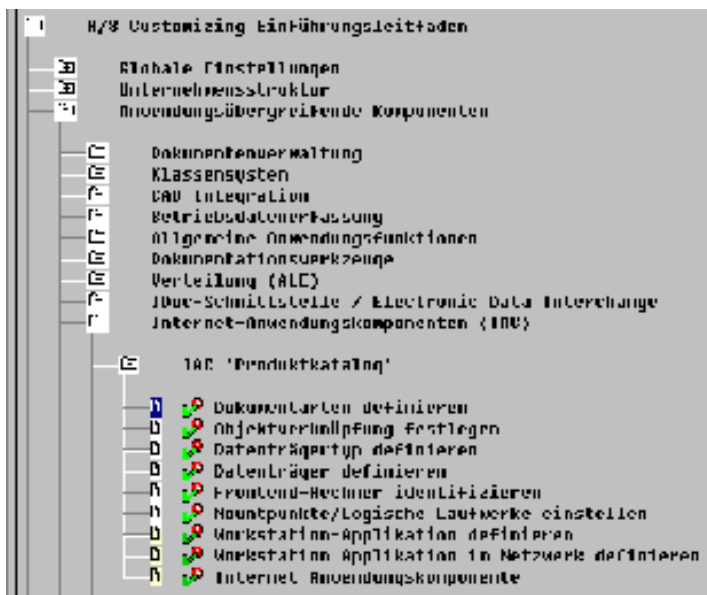 R/3 Customizing Einführungsleitfaden
Globale Einstellungen
Unternehmensstruktur
Anwendungsübergreifende Komponenten
Dokumentenverwaltung
Klassensystem
CAD Integration
Betriebsdatenerfassung
Allgemeine Anwendungsfunktionen
Dokumentationswerkzeuge
Verteilung (ALE)
IDoc-Schnittstelle / Electronic Data Interchange
Internet-Anwendungskomponenten (IAC)
IAC 'Produktkatalog'
Dokumentarten definieren
Objektverknüpfung festlegen
Datenträgertyp definieren
Datenträger definieren
Frontend-Rechner identifizieren
Mountpunkte/Logische Laufwerke einstellen
Workstation-Applikation definieren
Workstation Applikation im Netzwerk definieren
Internet Anwendungskomponente